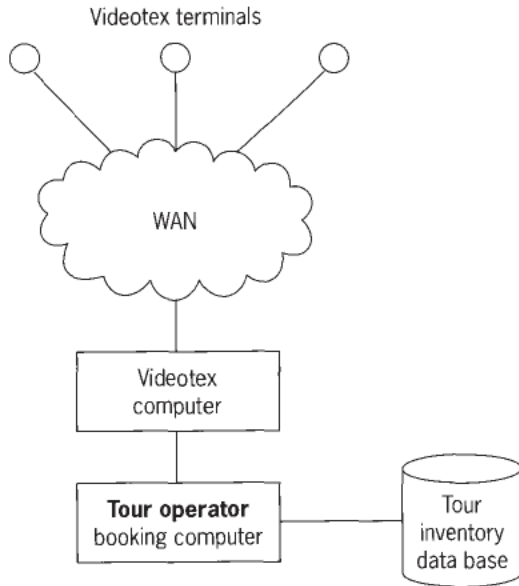 Videotex terminals
WAN
Videotex
computer
Tour operator
booking computer
Tour
inventory
data base